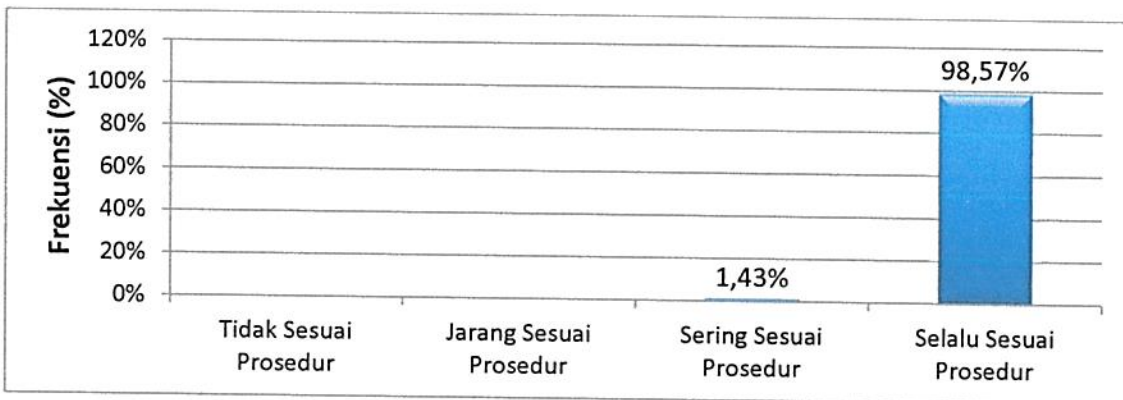 120%
100%
80%
60%
40%
20%
0%
Frekuensi (%)
1,43%
98,57%
Tidak Sesuai
Prosedur
Jarang Sesuai
Prosedur
Sering Sesuai
Prosedur
Selalu Sesuai
Prosedur